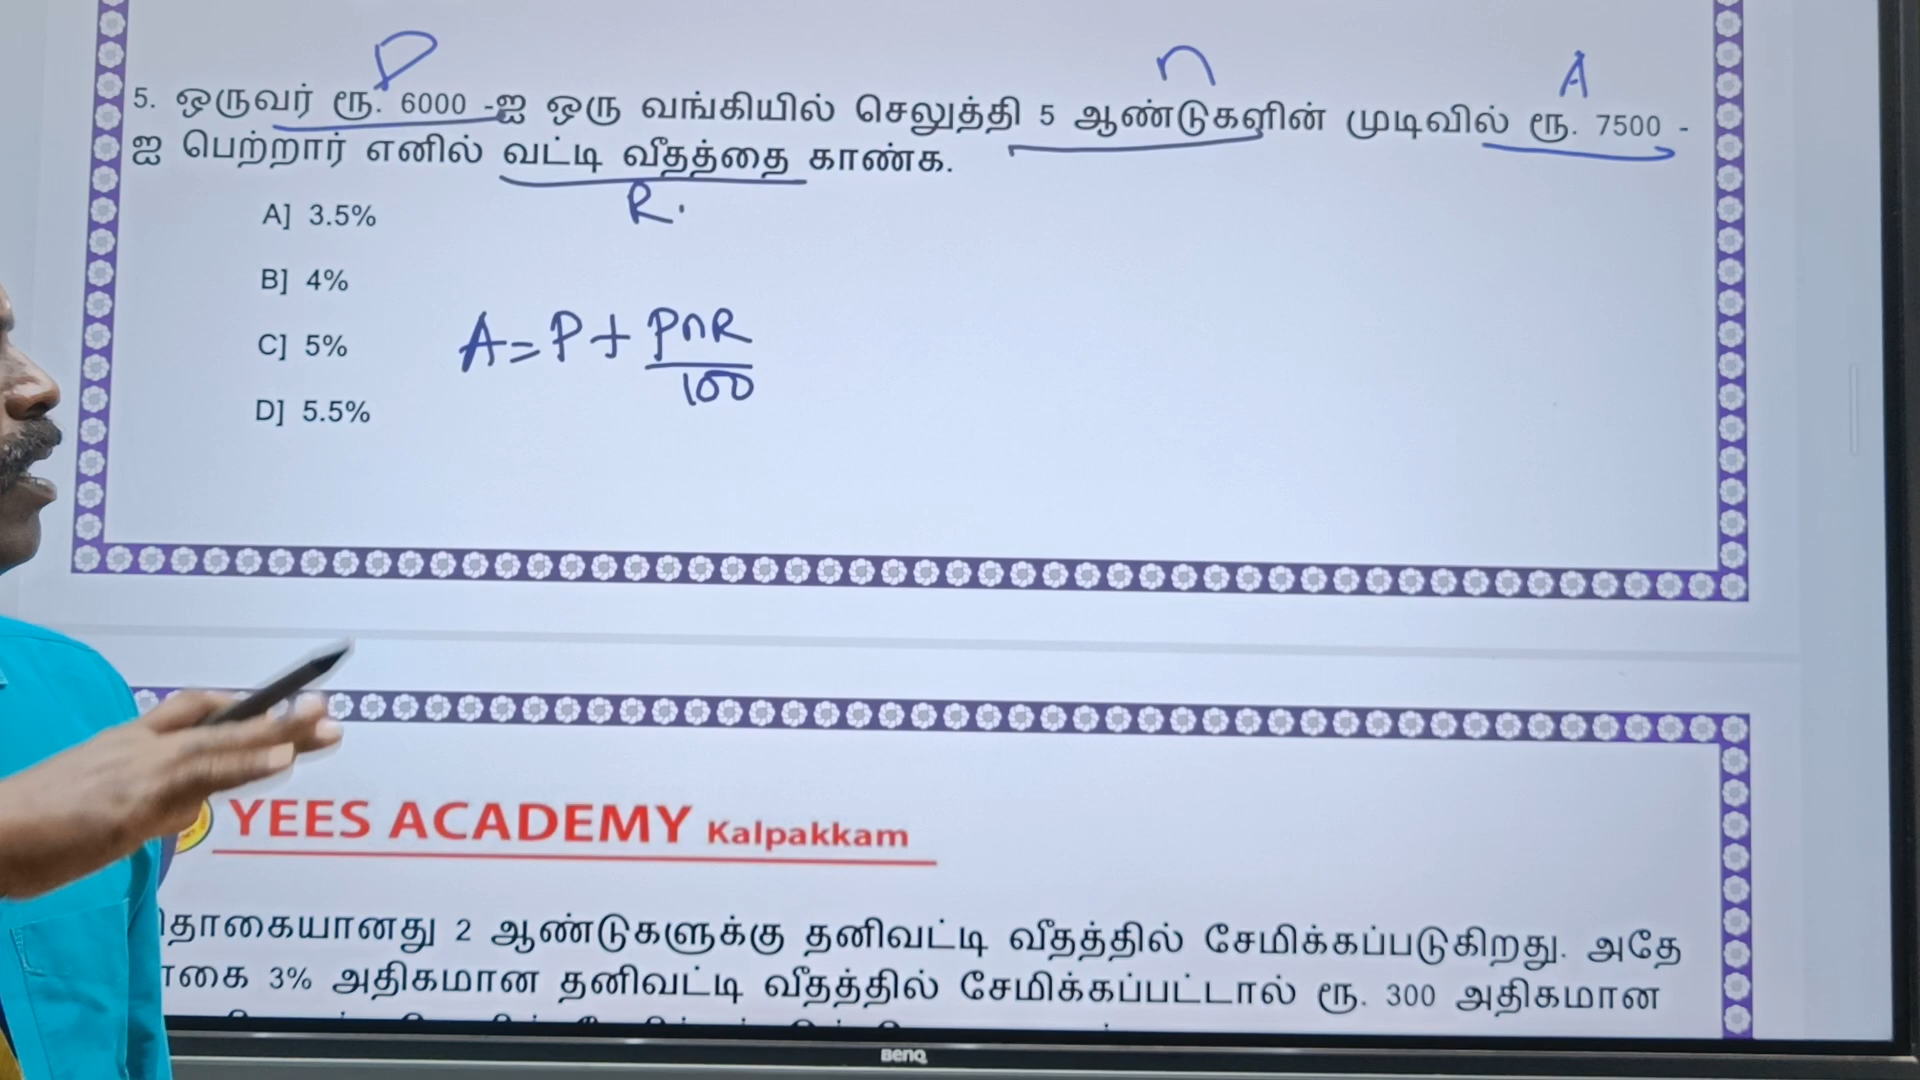 P n A
5. ஒருவர் ரூ. 6000 -ஐ ஒரு வங்கியில் செலுத்தி 5 ஆண்டுகளின் முடிவில் ரூ. 7500 -
ஐ பெற்றார் எனில் வட்டி வீதத்தை காண்க.
R.
A] 3.5%
B] 4%
C] 5%
D] 5.5%
A = P + PnR
100
YEES ACADEMY Kalpakkam
2 ஆண்டுகளுக்கு தனிவட்டி வீதத்தில் சேமிக்கப்படுகிறது. அதே
3% அதிகமான தனிவட்டி வீதத்தில் சேமிக்கப்பட்டால் ரூ. 300 அதிகமான
BenQ